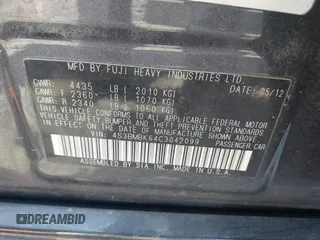 MFD. BY FUJI HEAVY INDUSTRIES LTD.
GVWR: 4435 LB ( 2010 KG) DATE: 05/12
GAWR: F 2360 LB ( 1070 KG)
GAWR: R 2340 LB ( 1060 KG)
THIS VEHICLE CONFORMS TO ALL APPLICABLE FEDERAL MOTOR
VEHICLE SAFETY, BUMPER, AND THEFT PREVENTION STANDARDS
IN EFFECT ON THE DATE OF MANUFACTURE SHOWN ABOVE.
VIN: 4S3BMBK64C3042099 PASSENGER CAR
ASSEMBLED BY SIA, INC. MADE IN U.S.A.
DREAMBID